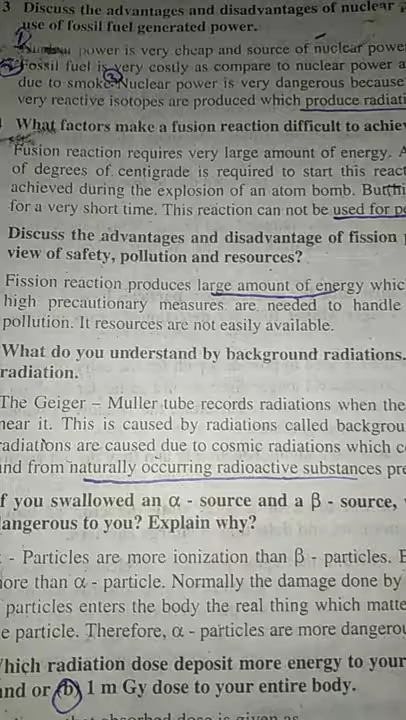 3 Discuss the advantages and disadvantages of nuclear
use of fossil fuel generated power.
power is very cheap and source of nuclear powe
Fossil fuel is very costly as compare to nuclear power a
due to smoke. Nuclear power is very dangerous because
very reactive isotopes are produced which produce radiati
What factors make a fusion reaction difficult to achiev
Fusion reaction requires very large amount of energy. A
of degrees of centigrade is required to start this react
achieved during the explosion of an atom bomb. But thi
for a very short time. This reaction can not be used for pe
Discuss the advantages and disadvantage of fission p
view of safety, pollution and resources?
Fission reaction produces large amount of energy whic
high precautionary measures are needed to handle
pollution. It resources are not easily available.
What do you understand by background radiations.
radiation.
The Geiger – Muller tube records radiations when the
near it. This is caused by radiations called backgrou
radiations are caused due to cosmic radiations which c
and from naturally occurring radioactive substances pre
f you swallowed an α - source and a β - source,
angerous to you? Explain why?
- Particles are more ionization than β - particles. E
ore than α - particle. Normally the damage done by
particles enters the body the real thing which matte
e particle. Therefore, α - particles are more dangerou
Which radiation dose deposit more energy to your
and or (b) 1 m Gy dose to your entire body.
that absorbed dose is given as